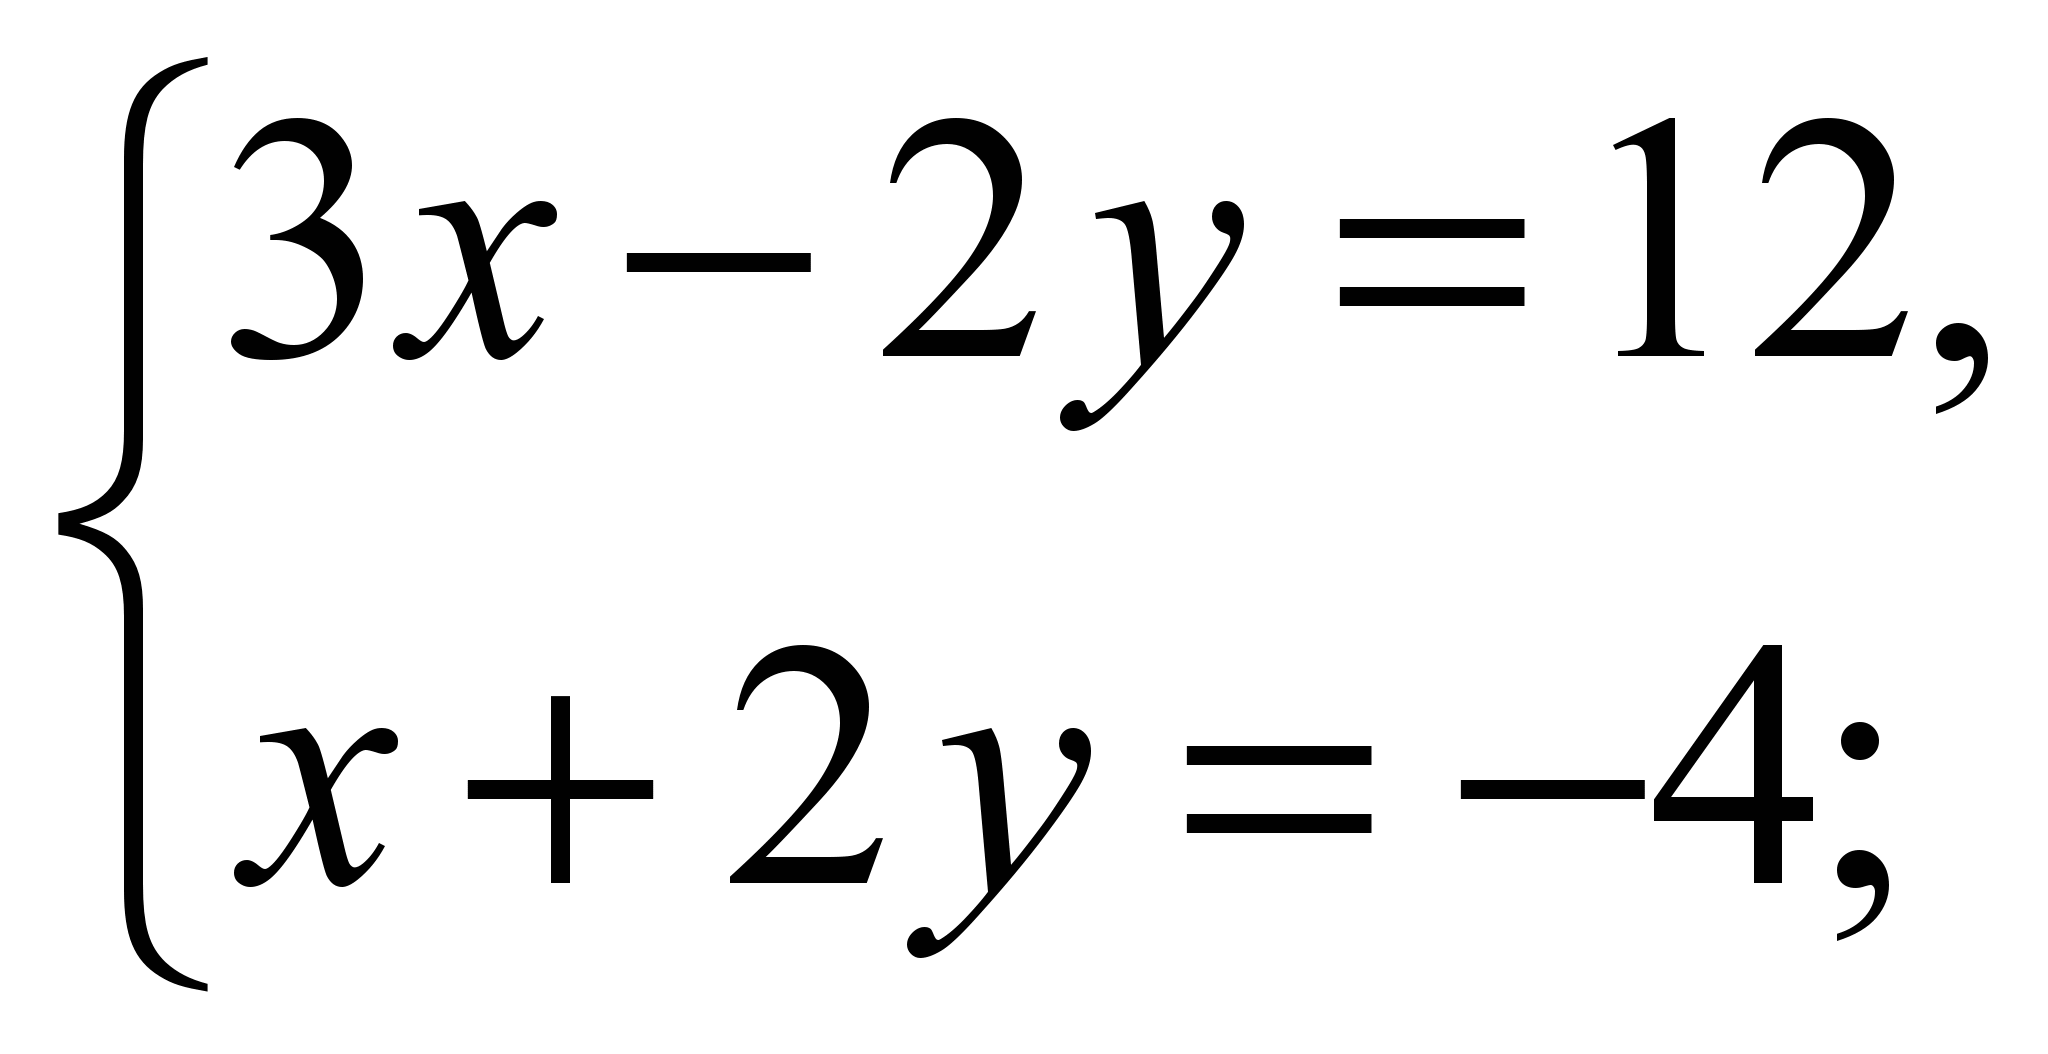 3x − 2y = 12,
x + 2y = −4;